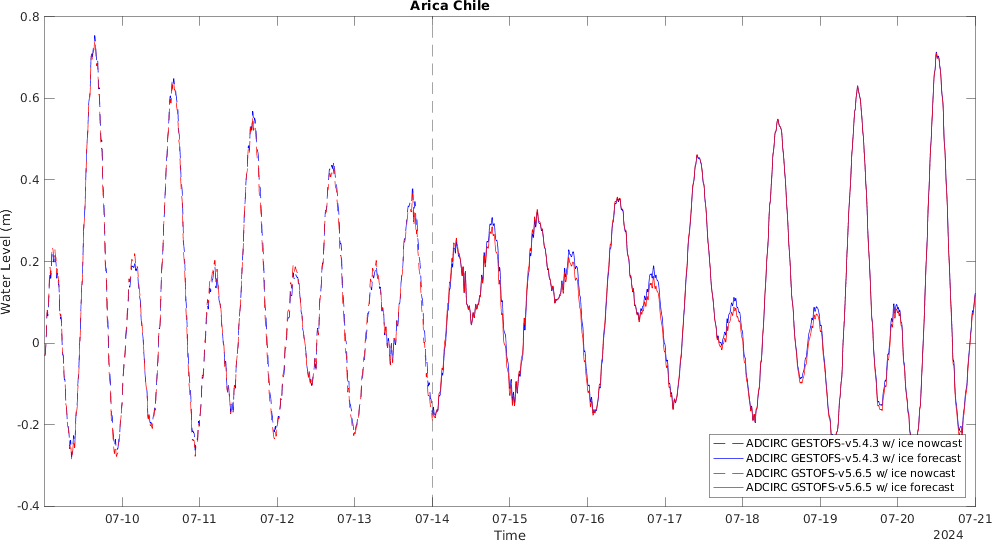 Arica Chile
0.8
0.6
0.4
0.2
0
-0.2
-0.4
Water Level (m)
07-10 07-11 07-12 07-13 07-14 07-15 07-16 07-17 07-18 07-19 07-20 07-21
Time
2024
ADCIRC GESTOFS-v5.4.3 w/ ice nowcast
ADCIRC GESTOFS-v5.4.3 w/ ice forecast
ADCIRC GSTOFS-v5.6.5 w/ ice nowcast
ADCIRC GSTOFS-v5.6.5 w/ ice forecast